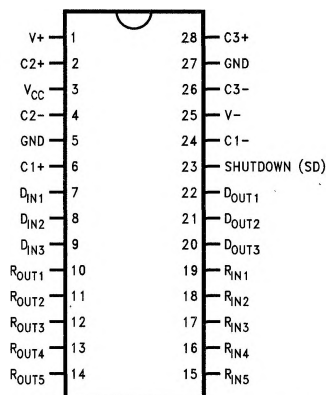 V+ 1 28 C3+
C2+ 2 27 GND
VCC 3 26 C3-
C2- 4 25 V-
GND 5 24 C1-
C1+ 6 23 SHUTDOWN (SD)
DIN1 7 22 DOUT1
DIN2 8 21 DOUT2
DIN3 9 20 DOUT3
ROUT1 10 19 RIN1
ROUT2 11 18 RIN2
ROUT3 12 17 RIN3
ROUT4 13 16 RIN4
ROUT5 14 15 RIN5